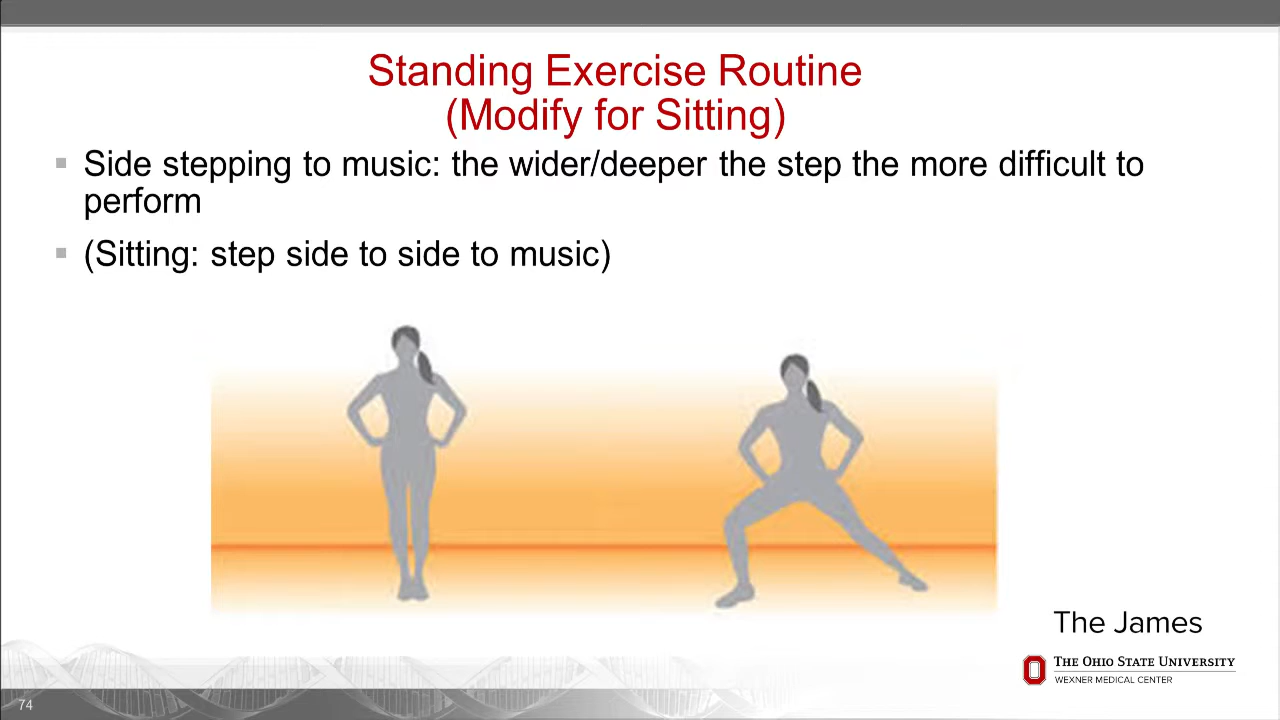 Standing Exercise Routine
(Modify for Sitting)
Side stepping to music: the wider/deeper the step the more difficult to
perform
(Sitting: step side to side to music)
The James
THE OHIO STATE UNIVERSITY
WEXNER MEDICAL CENTER
74